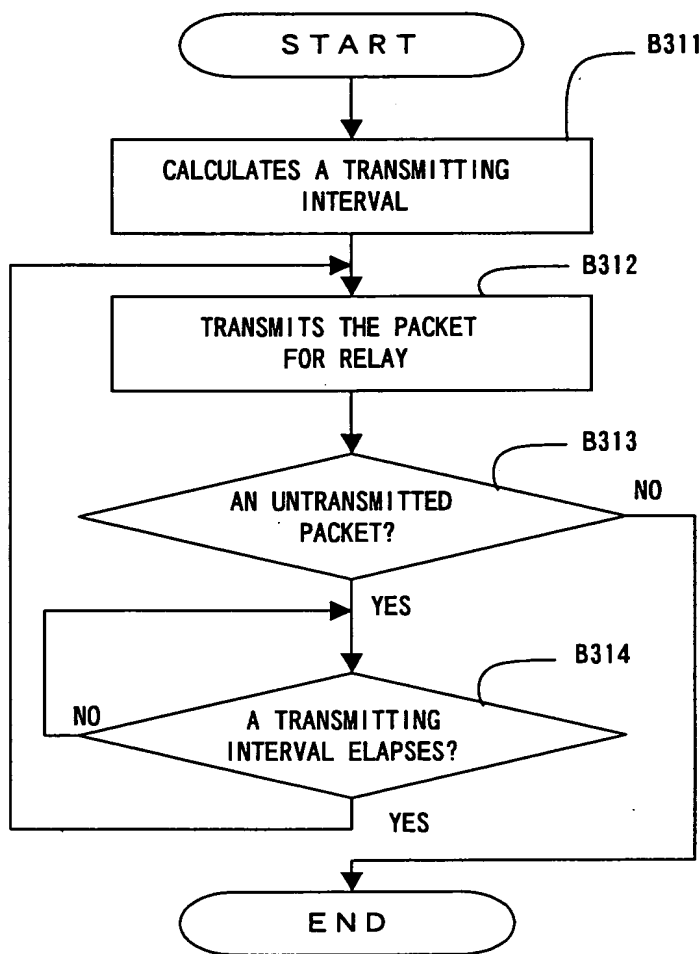 START
B311
CALCULATES A TRANSMITTING
INTERVAL
B312
TRANSMITS THE PACKET
FOR RELAY
B313
AN UNTRANSMITTED
PACKET?
NO
YES
B314
NO
A TRANSMITTING
INTERVAL ELAPSES?
YES
END